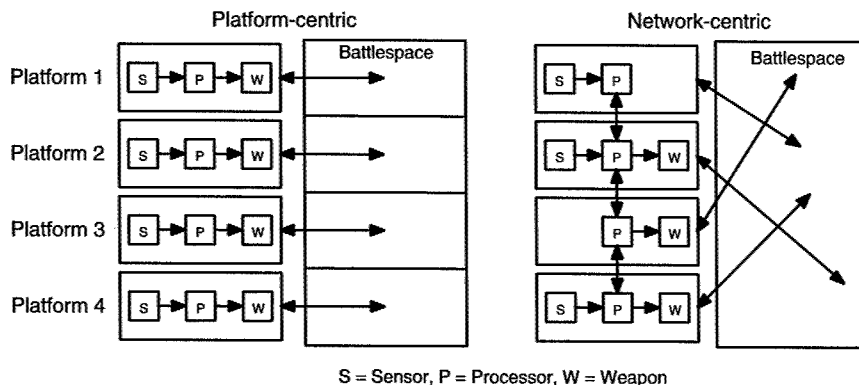 Platform-centric
Network-centric
Battlespace
Battlespace
Platform 1
S P W
S P
Platform 2
S P W
S P W
Platform 3
S P W
P W
Platform 4
S P W
S P W
S = Sensor, P = Processor, W = Weapon